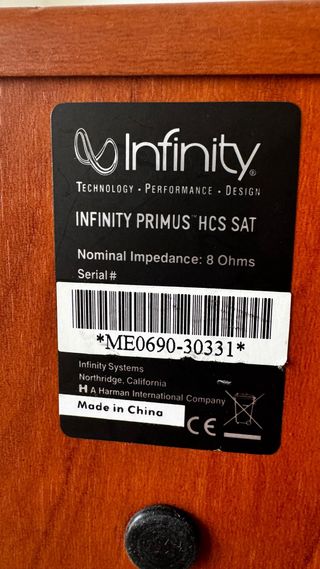 Infinity®
TECHNOLOGY • PERFORMANCE • DESIGN
INFINITY PRIMUS™ HCS SAT
Nominal Impedance: 8 Ohms
Serial#
*ME0690-30331*
Infinity Systems
Northridge, California
H A Harman International Company
Made in China
CE